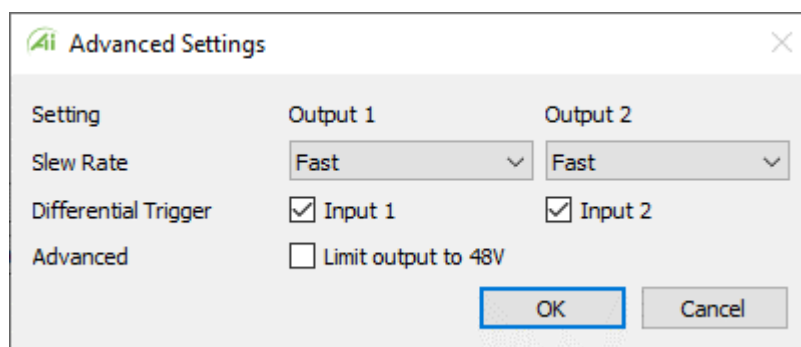 Ai Advanced Settings
Setting Output 1 Output 2
Slew Rate Fast Fast
Differential Trigger Input 1 Input 2
Advanced Limit output to 48V
OK Cancel